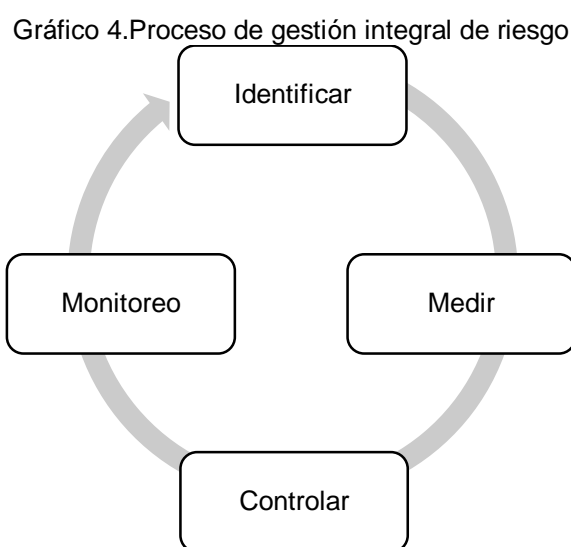 Gráfico 4.Proceso de gestión integral de riesgo
Identificar
Monitoreo
Medir
Controlar